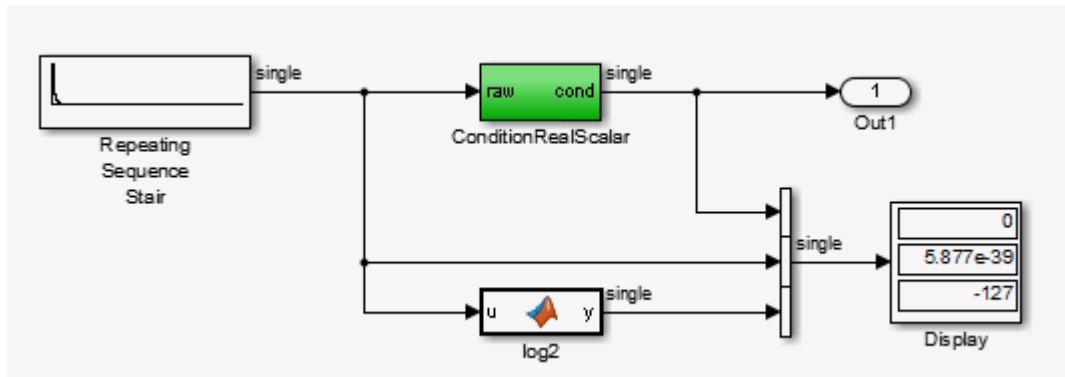 single
raw
cond
single
1
Out1
ConditionRealScalar
Repeating
Sequence
Stair
single
0
5.877e-39
-127
Display
u
y
single
log2